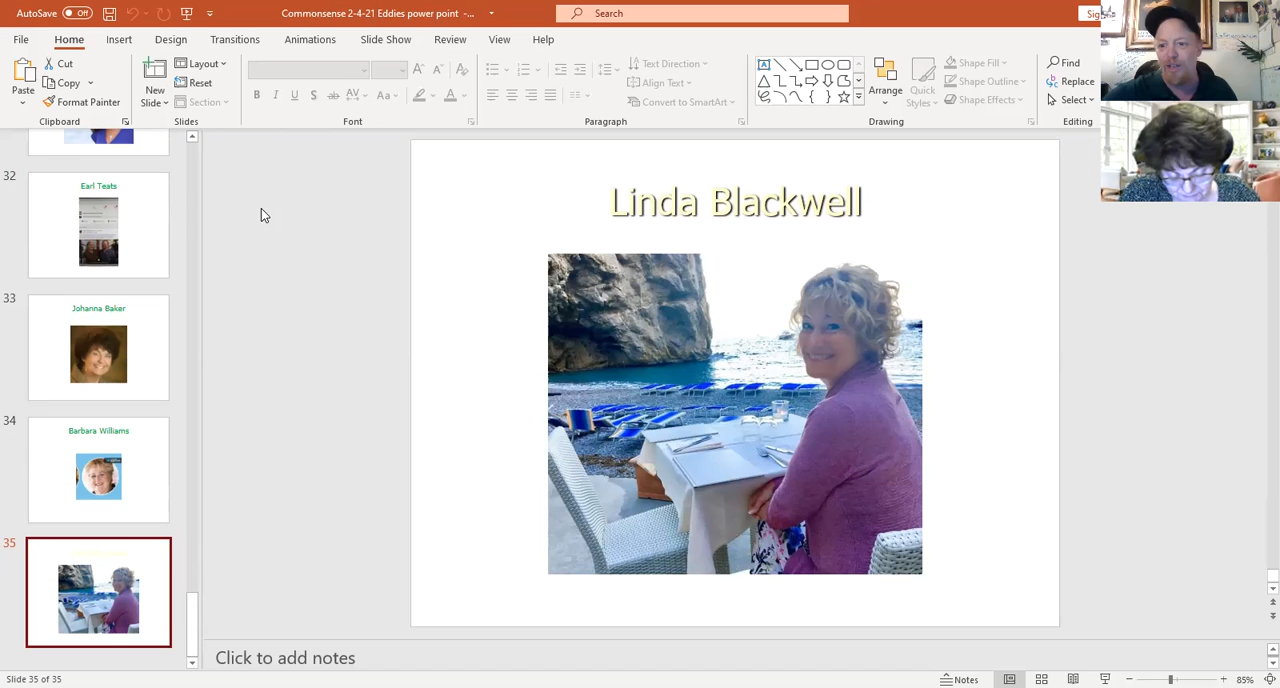 AutoSave Off
Commonsense 2-4-21 Eddies power point -...
Search
File Home Insert Design Transitions Animations Slide Show Review View Help
Paste
Cut
Copy
Format Painter
Clipboard
New
Slide
Layout
Reset
Section
Slides
Font
Text Direction
Align Text
Convert to SmartArt
Paragraph
Arrange
Quick
Styles
Shape Fill
Shape Outline
Shape Effects
Drawing
Find
Replace
Select
Editing
32
Earl Teats
33
Johanna Baker
34
Barbara Williams
35
Linda Blackwell
Click to add notes
Slide 35 of 35
Notes
85%